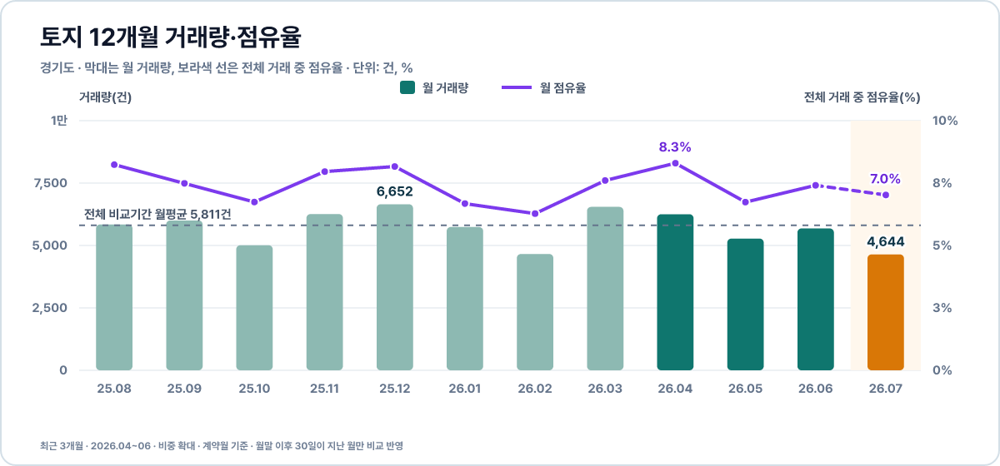 토지 12개월 거래량·점유율
경기도 · 막대는 월 거래량, 보라색 선은 전체 거래 중 점유율 · 단위: 건, %
월 거래량 월 점유율
거래량(건) 전체 거래 중 점유율(%)
1만 10%
8.3%
7,500 7.0% 8%
6,652
전체 비교기간 월평균 5,811건
5,000 4,644 5%
2,500 3%
0 0%
25.08 25.09 25.10 25.11 25.12 26.01 26.02 26.03 26.04 26.05 26.06 26.07
최근 3개월 · 2026.04~06 · 비중 확대 · 계약월 기준 · 월말 이후 30일이 지난 월만 비교 반영